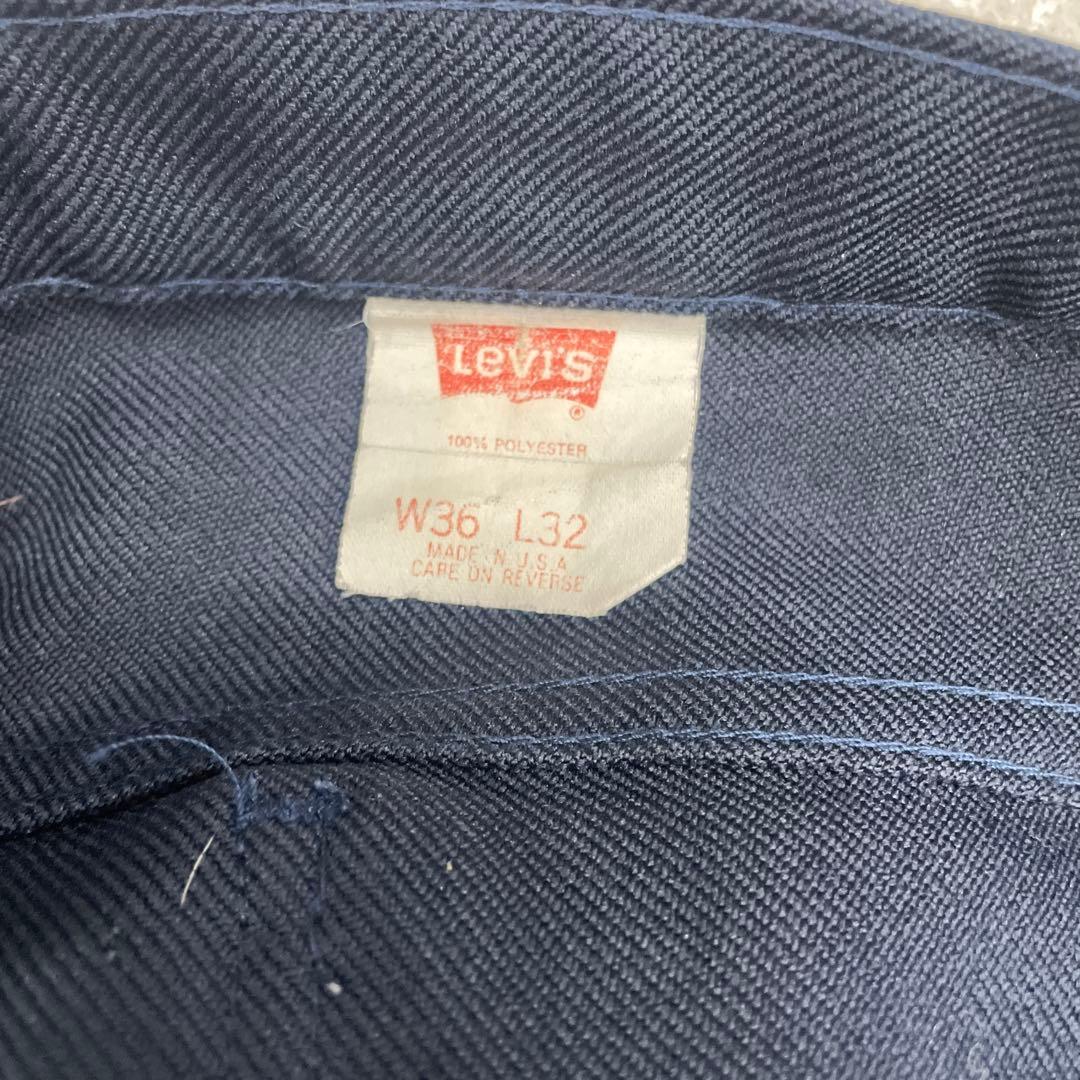 Levi's
®
100% POLYESTER
W36 L32
MADE IN U.S.A
CARE ON REVERSE